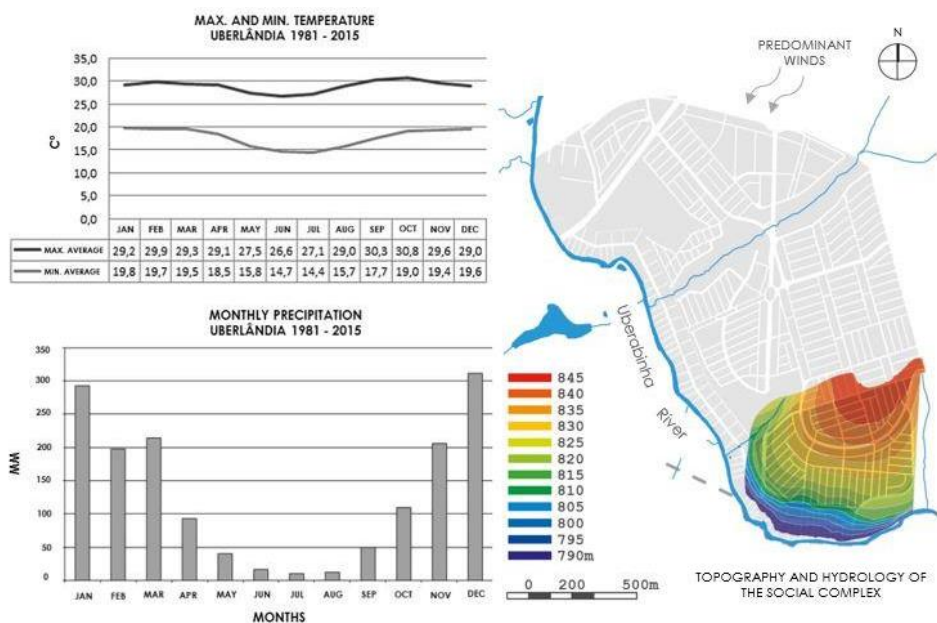 MAX. AND MIN. TEMPERATURE
UBERLÂNDIA 1981 - 2015
35,0
30,0
25,0
20,0
15,0
10,0
5,0
0,0
Cº
JAN FEB MAR APR MAY JUN JUL AUG SEP OCT NOV DEC
MAX. AVERAGE 29,2 29,9 29,3 29,1 27,5 26,6 27,1 29,0 30,3 30,8 29,6 29,0
MIN. AVERAGE 19,8 19,7 19,5 18,5 15,8 14,7 14,4 15,7 17,7 19,0 19,4 19,6
MONTHLY PRECIPITATION
UBERLÂNDIA 1981 - 2015
350
300
250
200
150
100
50
0
MM
JAN FEB MAR APR MAY JUN JUL AUG SEP OCT NOV DEC
MONTHS
PREDOMINANT
WINDS
N
Uberabinha
River
845
840
835
830
825
820
815
810
805
800
795
790m
0 200 500m
TOPOGRAPHY AND HYDROLOGY OF
THE SOCIAL COMPLEX